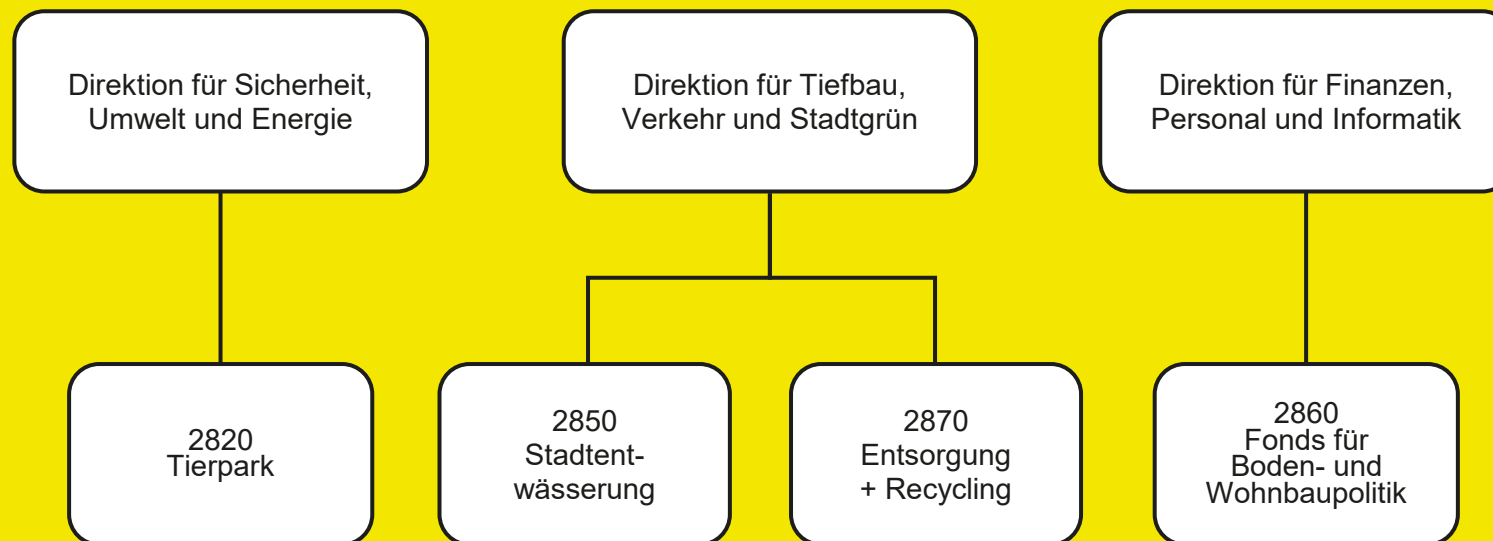 Direktion für Sicherheit,
Umwelt und Energie
Direktion für Tiefbau,
Verkehr und Stadtgrün
Direktion für Finanzen,
Personal und Informatik
2820
Tierpark
2850
Stadtent-
wässerung
2870
Entsorgung
+ Recycling
2860
Fonds für
Boden- und
Wohnbaupolitik